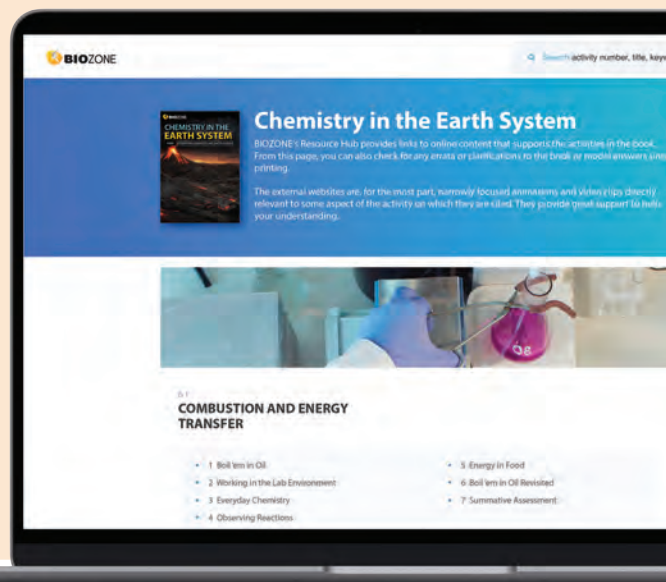 BIOZONE
Search activity number, title, keyw
CHEMISTRY IN THE
EARTH SYSTEM
Chemistry in the Earth System
BIOZONE's Resource Hub provides links to online content that supports the activities in the book.
From this page, you can also check for any errata or clarifications to the book or model answers since
printing.
The external websites are, for the most part, narrowly focused animations and video clips directly
relevant to some aspect of the activity on which they are cited. They provide great support to help
your understanding.
COMBUSTION AND ENERGY
TRANSFER
1 Boil 'em in Oil
2 Working in the Lab Environment
3 Everyday Chemistry
4 Observing Reactions
5 Energy in Food
6 Boil 'em in Oil Revisited
7 Summative Assessment